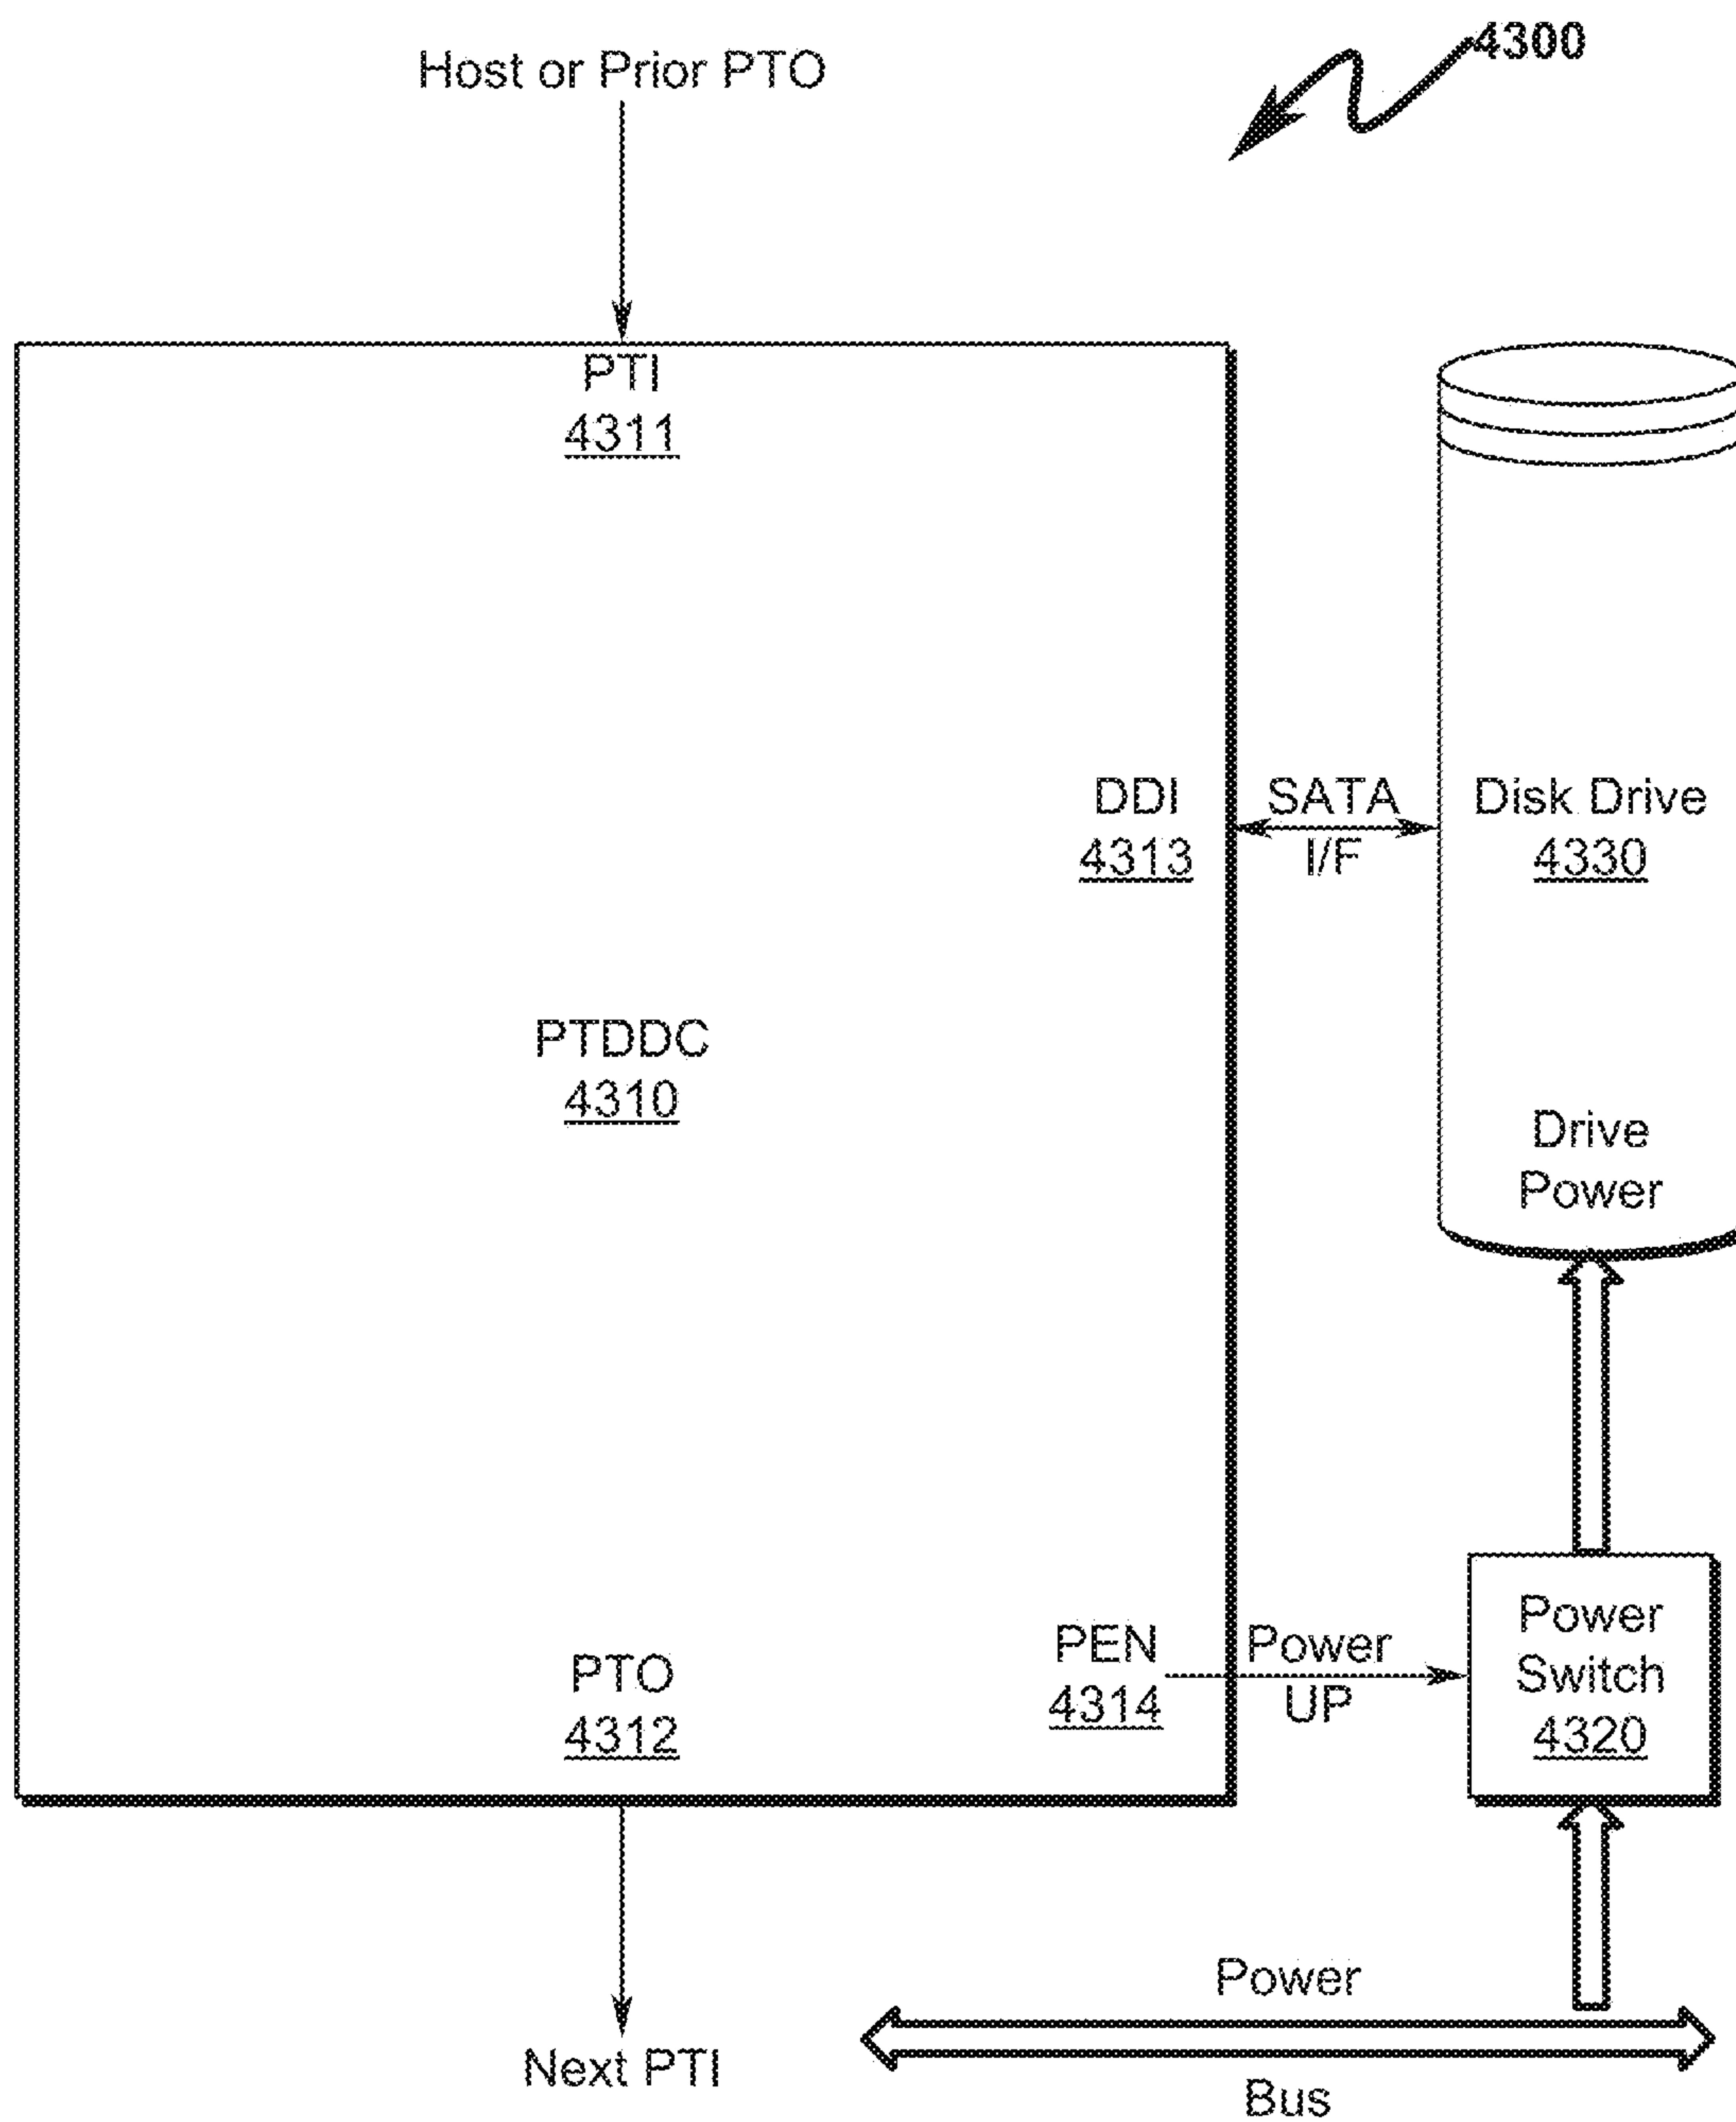 4300
Host or Prior PTO
PTI
4311
DDI
4313
SATA
I/F
Disk Drive
4330
PTDDC
4310
Drive
Power
PEN
4314
Power
UP
Power
Switch
4320
PTO
4312
Power
Bus
Next PTI